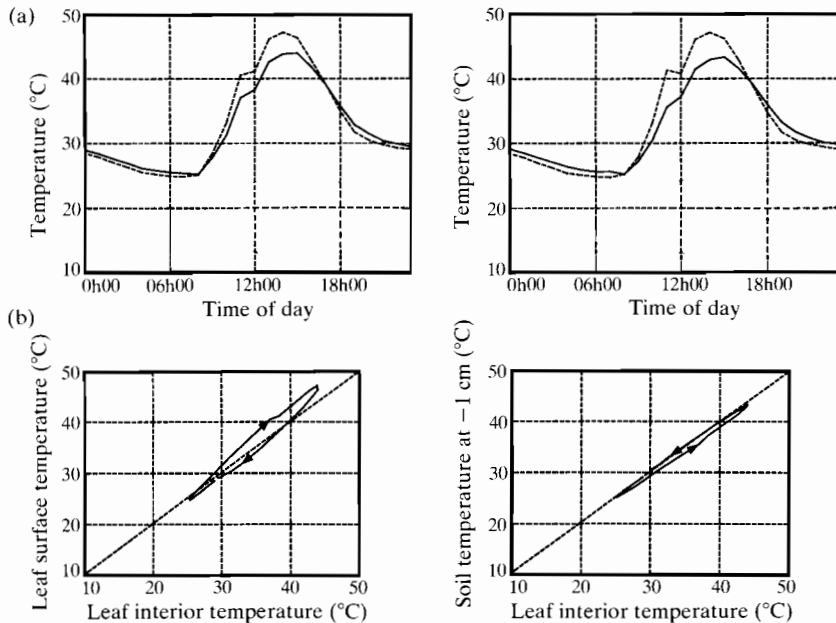 (a)
Temperature (°C)
50
40
30
20
10
0h00 06h00 12h00 18h00
Time of day
Temperature (°C)
50
40
30
20
10
0h00 06h00 12h00 18h00
Time of day
(b)
Leaf surface temperature (°C)
50
40
30
20
10
10 20 30 40 50
Leaf interior temperature (°C)
Soil temperature at −1 cm (°C)
50
40
30
20
10
10 20 30 40 50
Leaf interior temperature (°C)